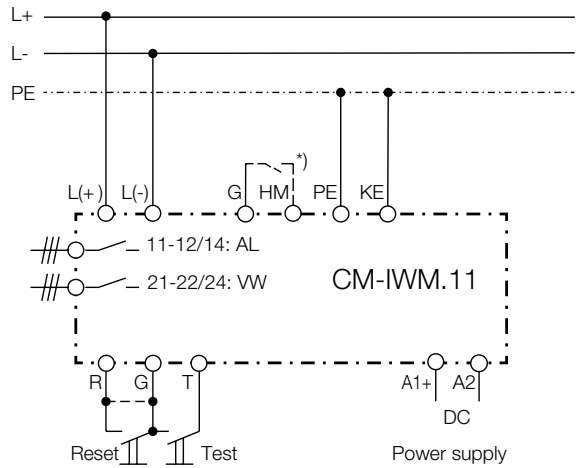 L+
L-
PE
L(+) L(-) G HM *) PE KE
11-12/14: AL
21-22/24: VW
CM-IWM.11
R G T A1+ A2
DC
Reset Test Power supply